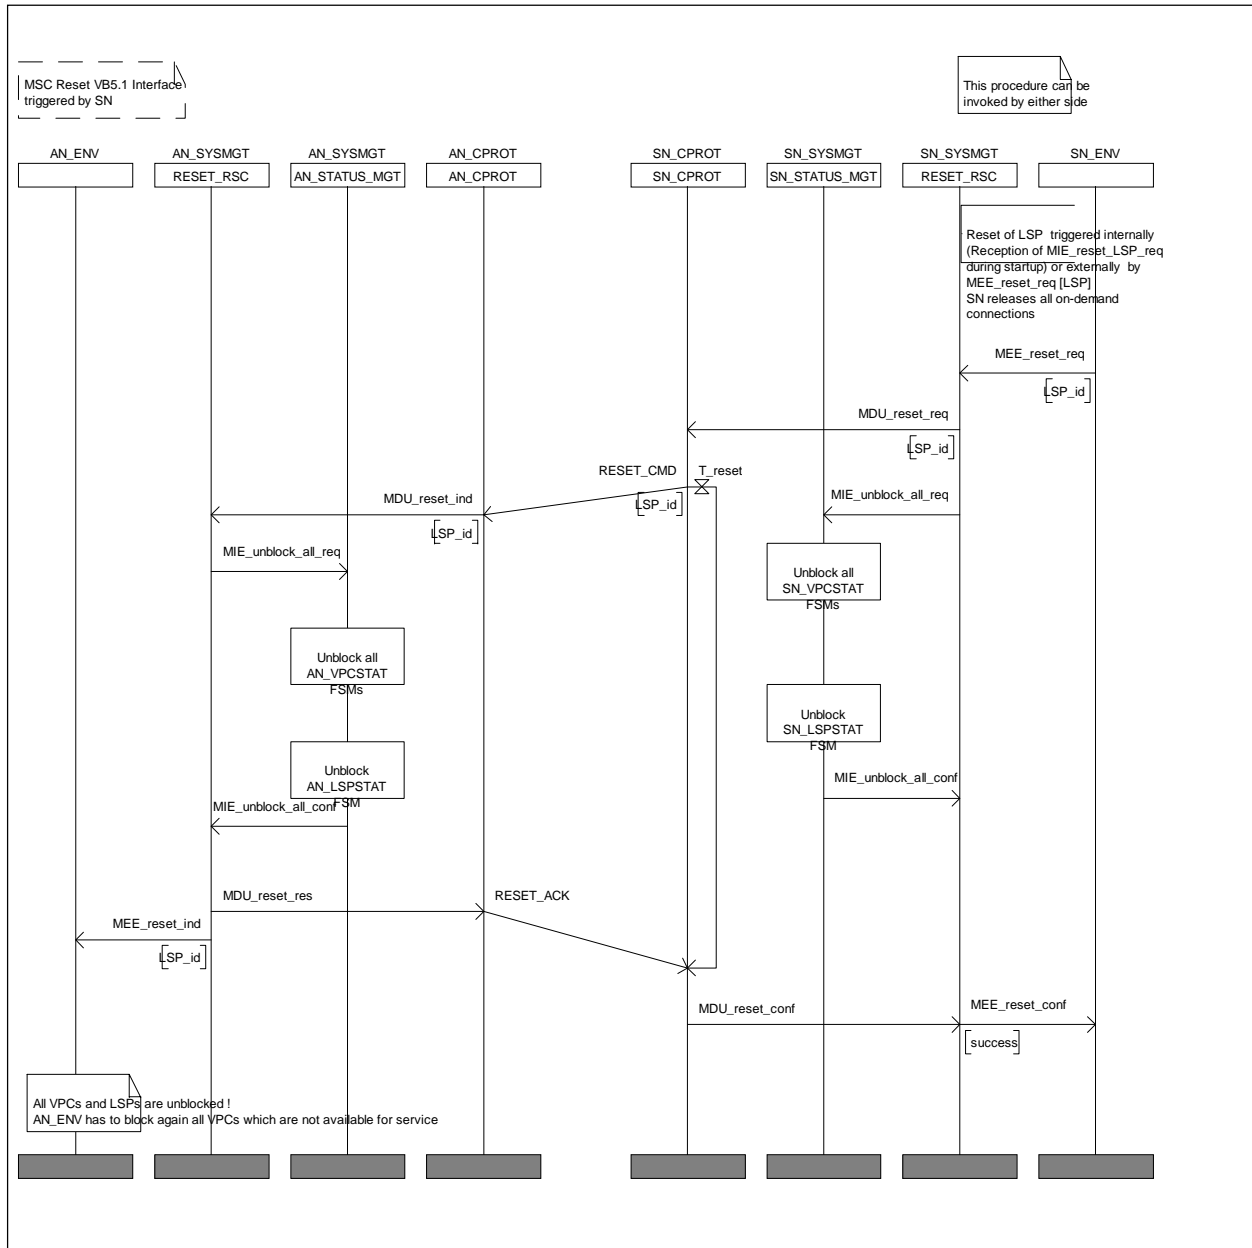 MSC Reset VB5.1 Interface
triggered by SN
This procedure can be
invoked by either side
AN_ENV
AN_SYSMGT
AN_SYSMGT
AN_CPROT
SN_CPROT
SN_SYSMGT
SN_SYSMGT
SN_ENV
RESET_RSC
AN_STATUS_MGT
AN_CPROT
SN_CPROT
SN_STATUS_MGT
RESET_RSC
Reset of LSP triggered internally
(Reception of MIE_reset_LSP_req
during startup) or externally by
MEE_reset_req [LSP]
SN releases all on-demand
connections
MEE_reset_req
LSP_id
MDU_reset_req
LSP_id
RESET_CMD
T_reset
LSP_id
MDU_reset_ind
LSP_id
MIE_unblock_all_req
MIE_unblock_all_req
Unblock all
SN_VPCSTAT
FSMs
Unblock all
AN_VPCSTAT
FSMs
Unblock
SN_LSPSTAT
FSM
Unblock
AN_LSPSTAT
FSM
MIE_unblock_all_conf
MIE_unblock_all_conf
MDU_reset_res
RESET_ACK
MEE_reset_ind
LSP_id
MDU_reset_conf
MEE_reset_conf
success
All VPCs and LSPs are unblocked !
AN_ENV has to block again all VPCs which are not available for service